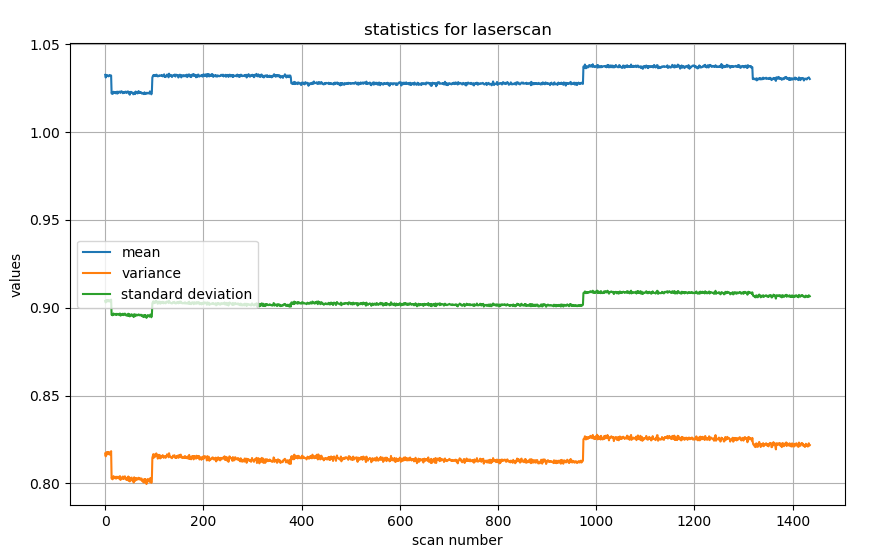 statistics for laserscan
1.05
1.00
0.95
0.90
0.85
0.80
values
mean
variance
standard deviation
0
200
400
600
800
1000
1200
1400
scan number